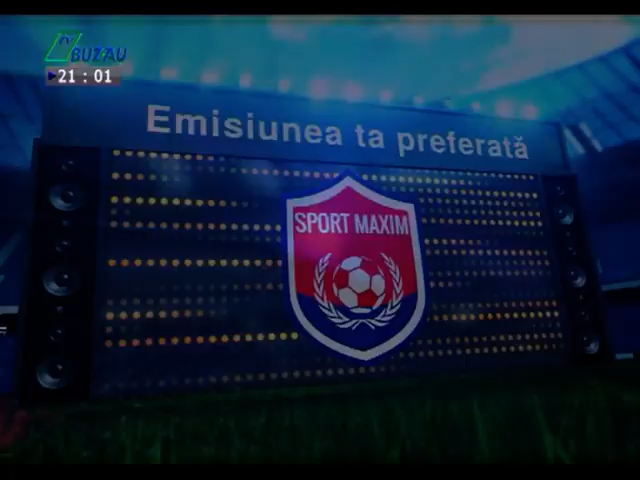 TV
BUZAU
21 : 01
Emisiunea ta preferată
SPORT MAXIM